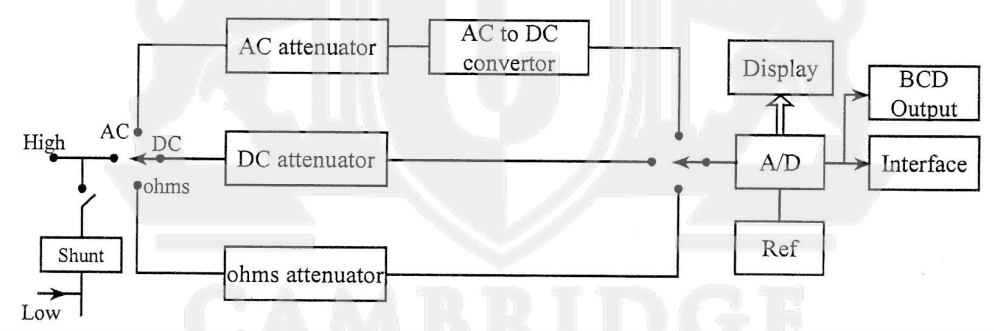 AC attenuator
AC to DC
convertor
Display
BCD
Output
High
AC
DC
DC attenuator
A/D
Interface
ohms
Shunt
Ref
ohms attenuator
Low
CAMBRIDGE